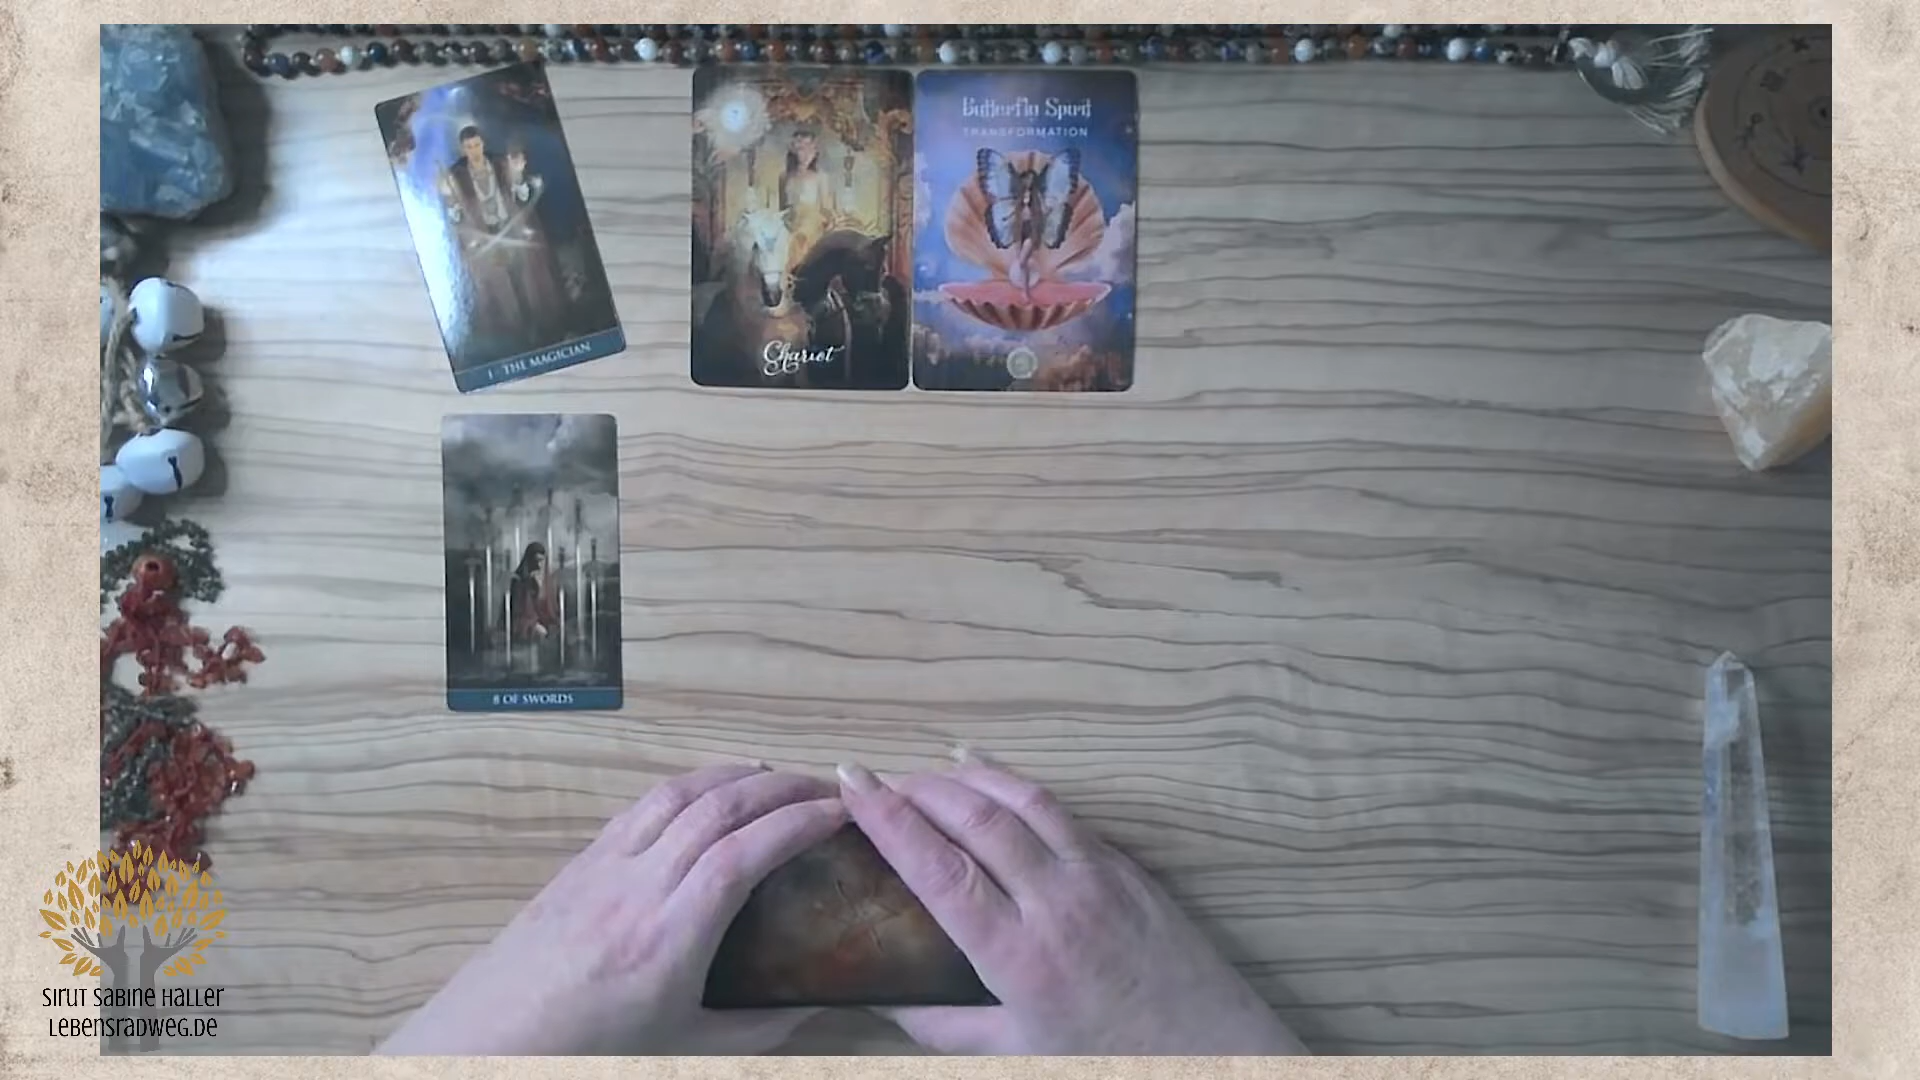 Butterfly Spirit
TRANSFORMATION
Chariot
I THE MAGICIAN
8 OF SWORDS
Sirut Sabine Haller
Lebensradweg.de